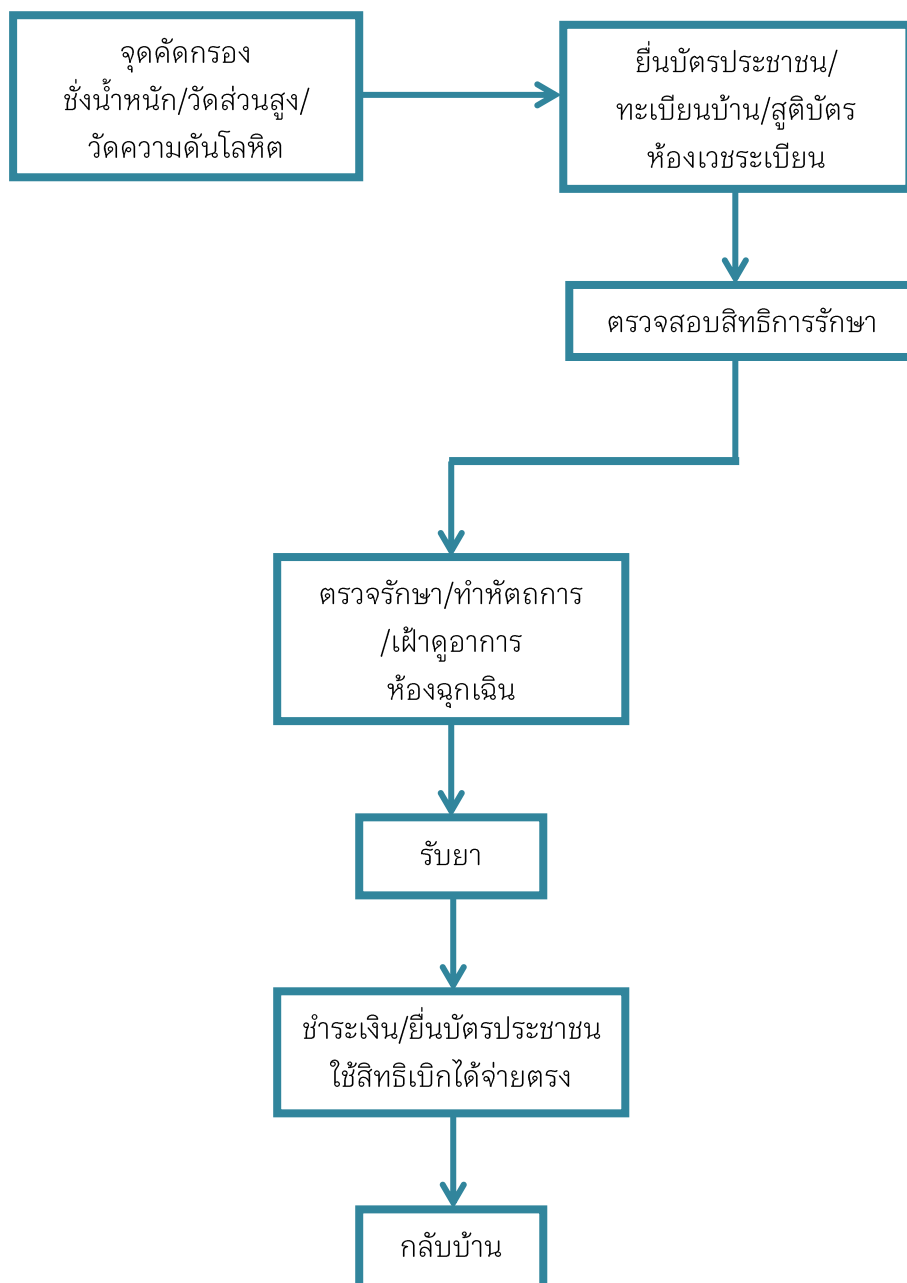 จุดคัดกรอง
ชั่งน้ำหนัก/วัดส่วนสูง/
วัดความดันโลหิต
ยื่นบัตรประชาชน/
ทะเบียนบ้าน/สูติบัตร
ห้องเวชระเบียน
ตรวจสอบสิทธิการรักษา
ตรวจรักษา/ทำหัตถการ
/เฝ้าดูอาการ
ห้องฉุกเฉิน
รับยา
ชำระเงิน/ยื่นบัตรประชาชน
ใช้สิทธิเบิกได้จ่ายตรง
กลับบ้าน